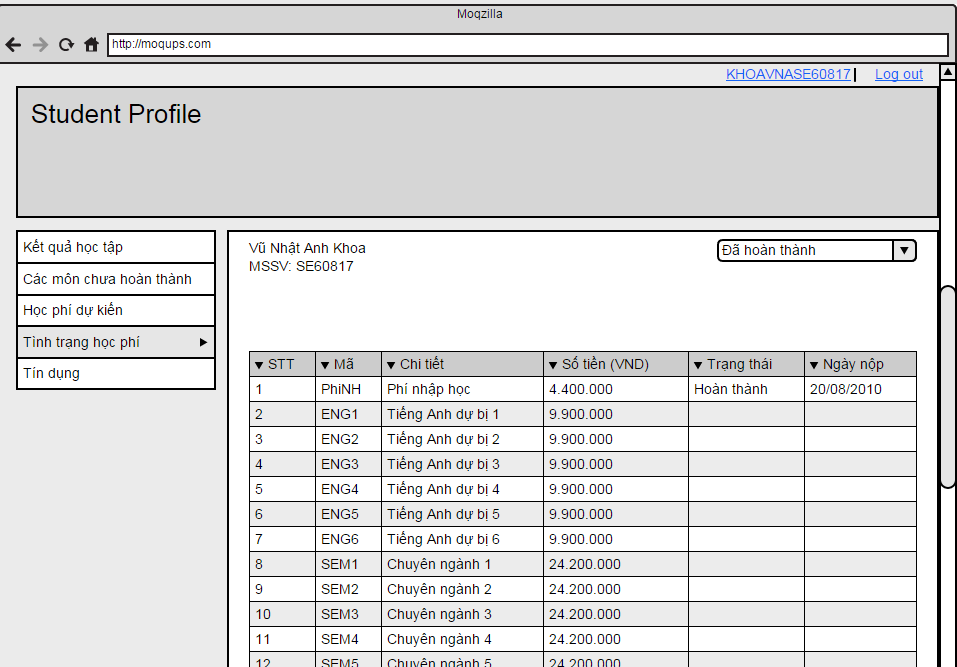 Moqzilla
http://moqups.com
KHOAVNASE60817 Log out
Student Profile
Kết quả học tập
Các môn chưa hoàn thành
Học phí dự kiến
Tình trạng học phí
Tín dụng
Vũ Nhật Anh Khoa
MSSV: SE60817
Đã hoàn thành
STT Mã Chi tiết Số tiền (VND) Trạng thái Ngày nộp
1 PhiNH Phí nhập học 4.400.000 Hoàn thành 20/08/2010
2 ENG1 Tiếng Anh dự bị 1 9.900.000
3 ENG2 Tiếng Anh dự bị 2 9.900.000
4 ENG3 Tiếng Anh dự bị 3 9.900.000
5 ENG4 Tiếng Anh dự bị 4 9.900.000
6 ENG5 Tiếng Anh dự bị 5 9.900.000
7 ENG6 Tiếng Anh dự bị 6 9.900.000
8 SEM1 Chuyên ngành 1 24.200.000
9 SEM2 Chuyên ngành 2 24.200.000
10 SEM3 Chuyên ngành 3 24.200.000
11 SEM4 Chuyên ngành 4 24.200.000
12 SEM5 Chuyên ngành 5 24.200.000